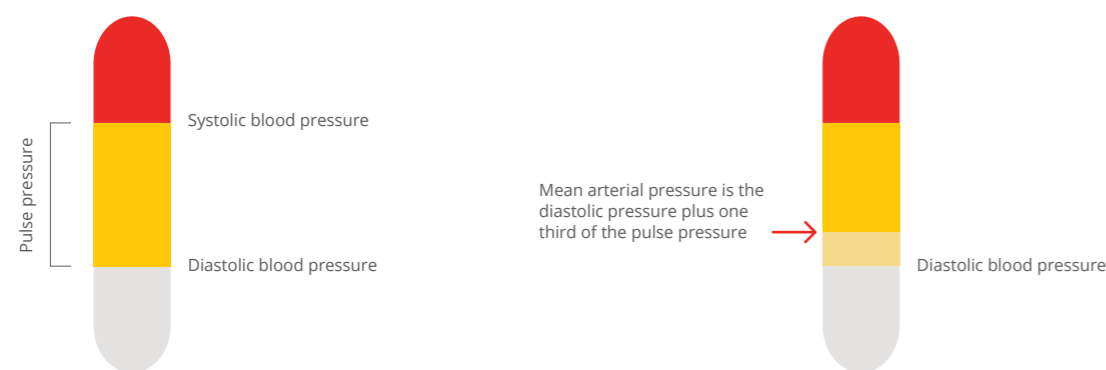 Pulse pressure
Systolic blood pressure
Diastolic blood pressure
Mean arterial pressure is the
diastolic pressure plus one
third of the pulse pressure
Diastolic blood pressure